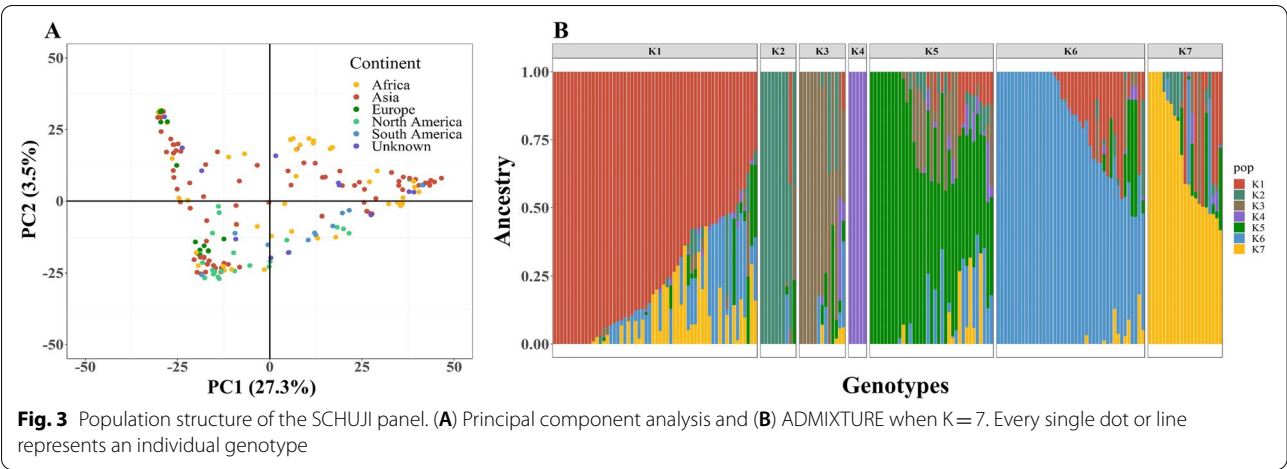 A
50
25
0
-25
-50
-50
-25
0
25
50
PC2 (3.5%)
PC1 (27.3%)
Continent
Africa
Asia
Europe
North America
South America
Unknown
B
K1 K2 K3 K4 K5 K6 K7
1.00
0.75
0.50
0.25
0.00
Ancestry
Genotypes
pop
K1
K2
K3
K4
K5
K6
K7
Fig. 3 Population structure of the SCHUJI panel. (A) Principal component analysis and (B) ADMIXTURE when K = 7. Every single dot or line
represents an individual genotype